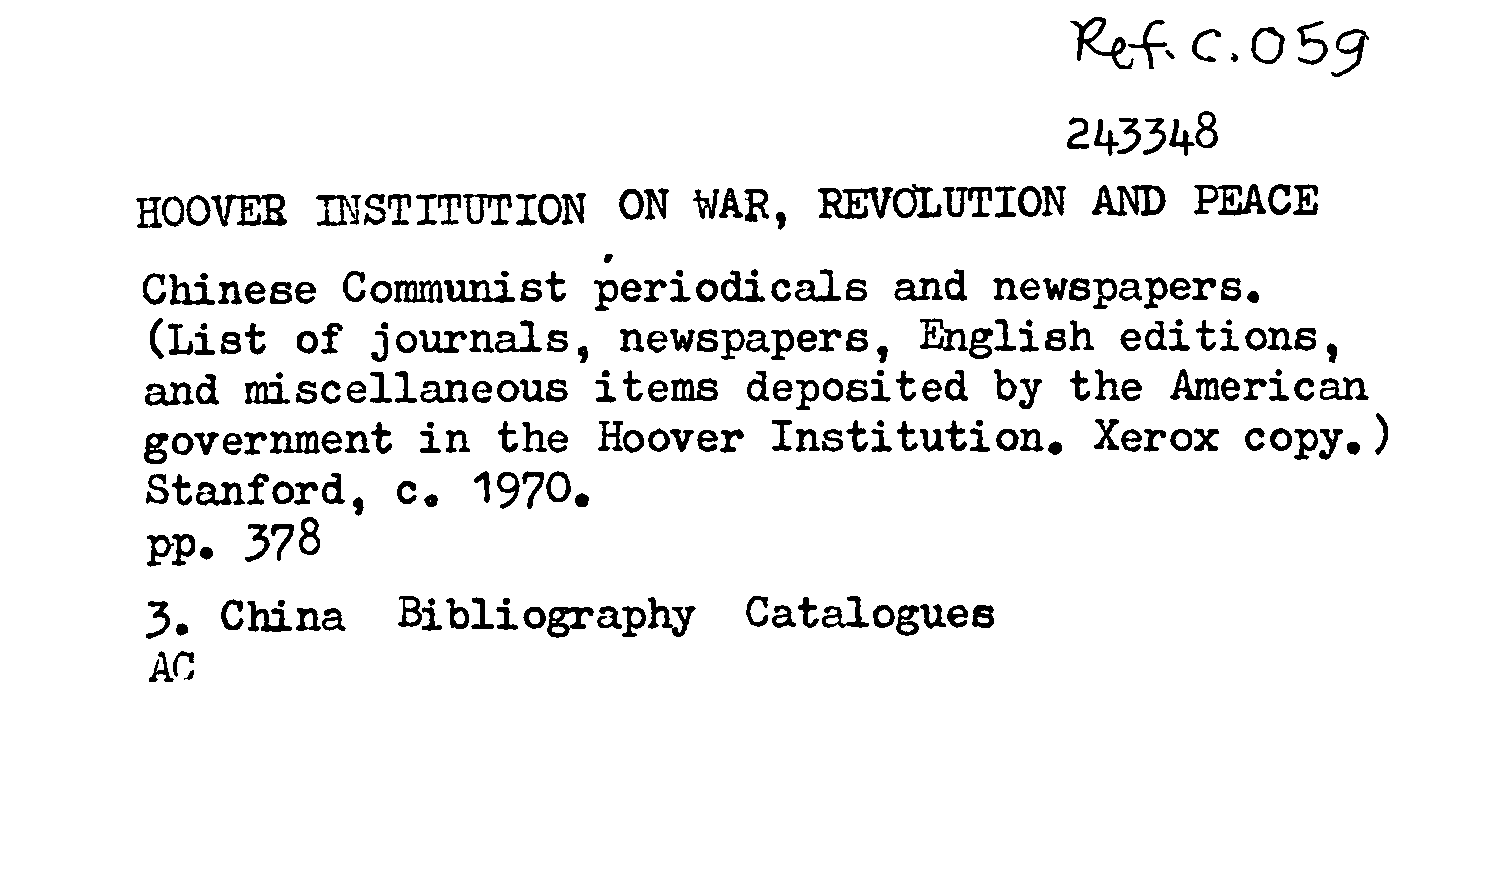 Ref. C. 059
243348
HOOVER INSTITUTION ON WAR, REVOLUTION AND PEACE
Chinese Communist periodicals and newspapers.
(List of journals, newspapers, English editions,
and miscellaneous items deposited by the American
government in the Hoover Institution. Xerox copy.)
Stanford, c. 1970.
pp. 378
3. China Bibliography Catalogues
AC